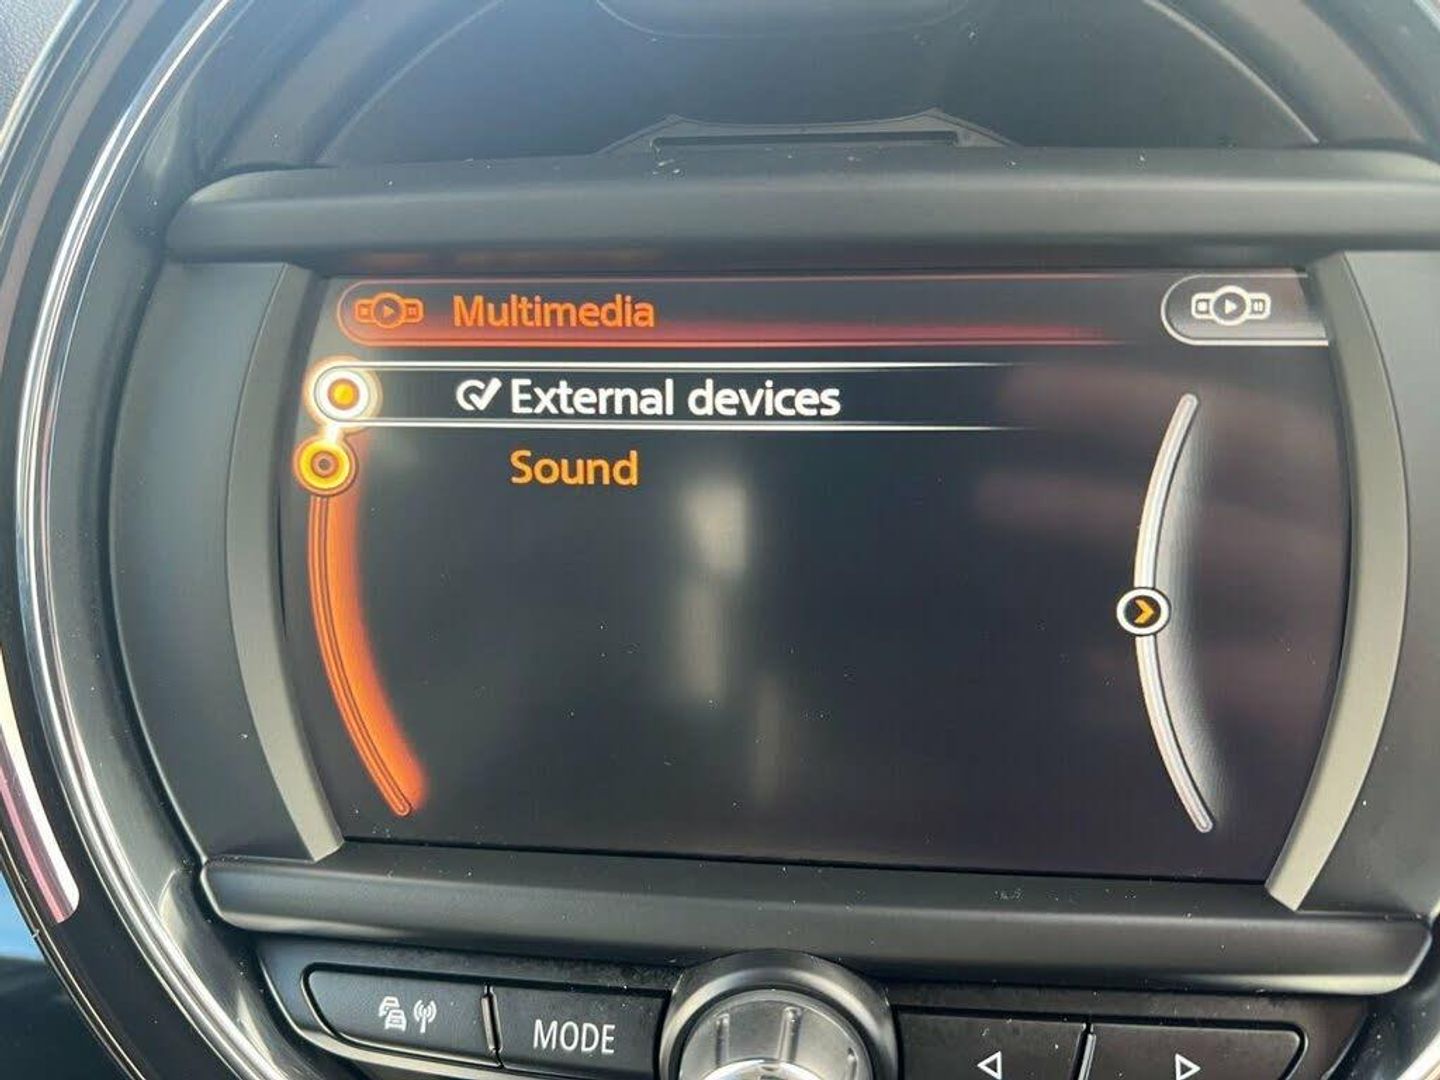 Multimedia
External devices
Sound
MODE